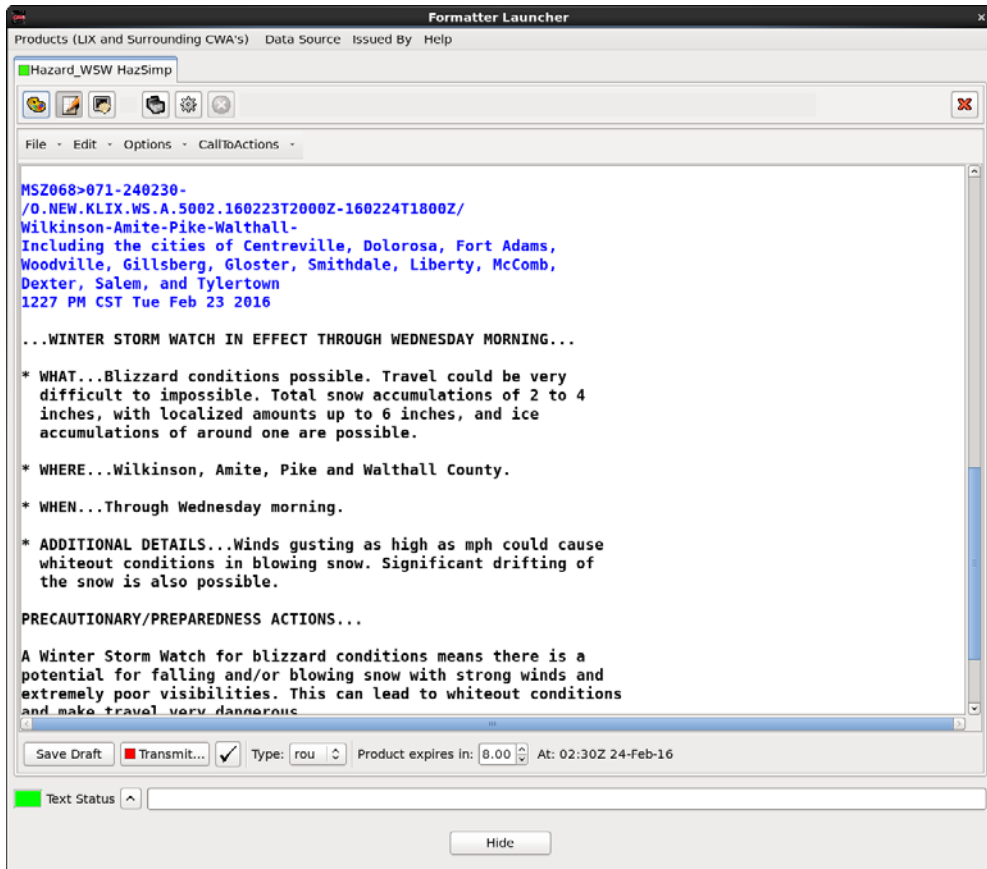 Formatter Launcher
Products (LIX and Surrounding CWA's) Data Source Issued By Help
Hazard_WSW HazSimp
File Edit Options CallToActions
MSZ068>071-240230-
/O.NEW.KLIX.WS.A.5002.160223T2000Z-160224T1800Z/
Wilkinson-Amite-Pike-Walthall-
Including the cities of Centreville, Dolorosa, Fort Adams,
Woodville, Gillsberg, Gloster, Smithdale, Liberty, McComb,
Dexter, Salem, and Tylertown
1227 PM CST Tue Feb 23 2016
...WINTER STORM WATCH IN EFFECT THROUGH WEDNESDAY MORNING...
* WHAT...Blizzard conditions possible. Travel could be very
difficult to impossible. Total snow accumulations of 2 to 4
inches, with localized amounts up to 6 inches, and ice
accumulations of around one are possible.
* WHERE...Wilkinson, Amite, Pike and Walthall County.
* WHEN...Through Wednesday morning.
* ADDITIONAL DETAILS...Winds gusting as high as mph could cause
whiteout conditions in blowing snow. Significant drifting of
the snow is also possible.
PRECAUTIONARY/PREPAREDNESS ACTIONS...
A Winter Storm Watch for blizzard conditions means there is a
potential for falling and/or blowing snow with strong winds and
extremely poor visibilities. This can lead to whiteout conditions
and make travel very dangerous
Save Draft Transmit... Type: rou Product expires in: 8.00 At: 02:30Z 24-Feb-16
Text Status
Hide